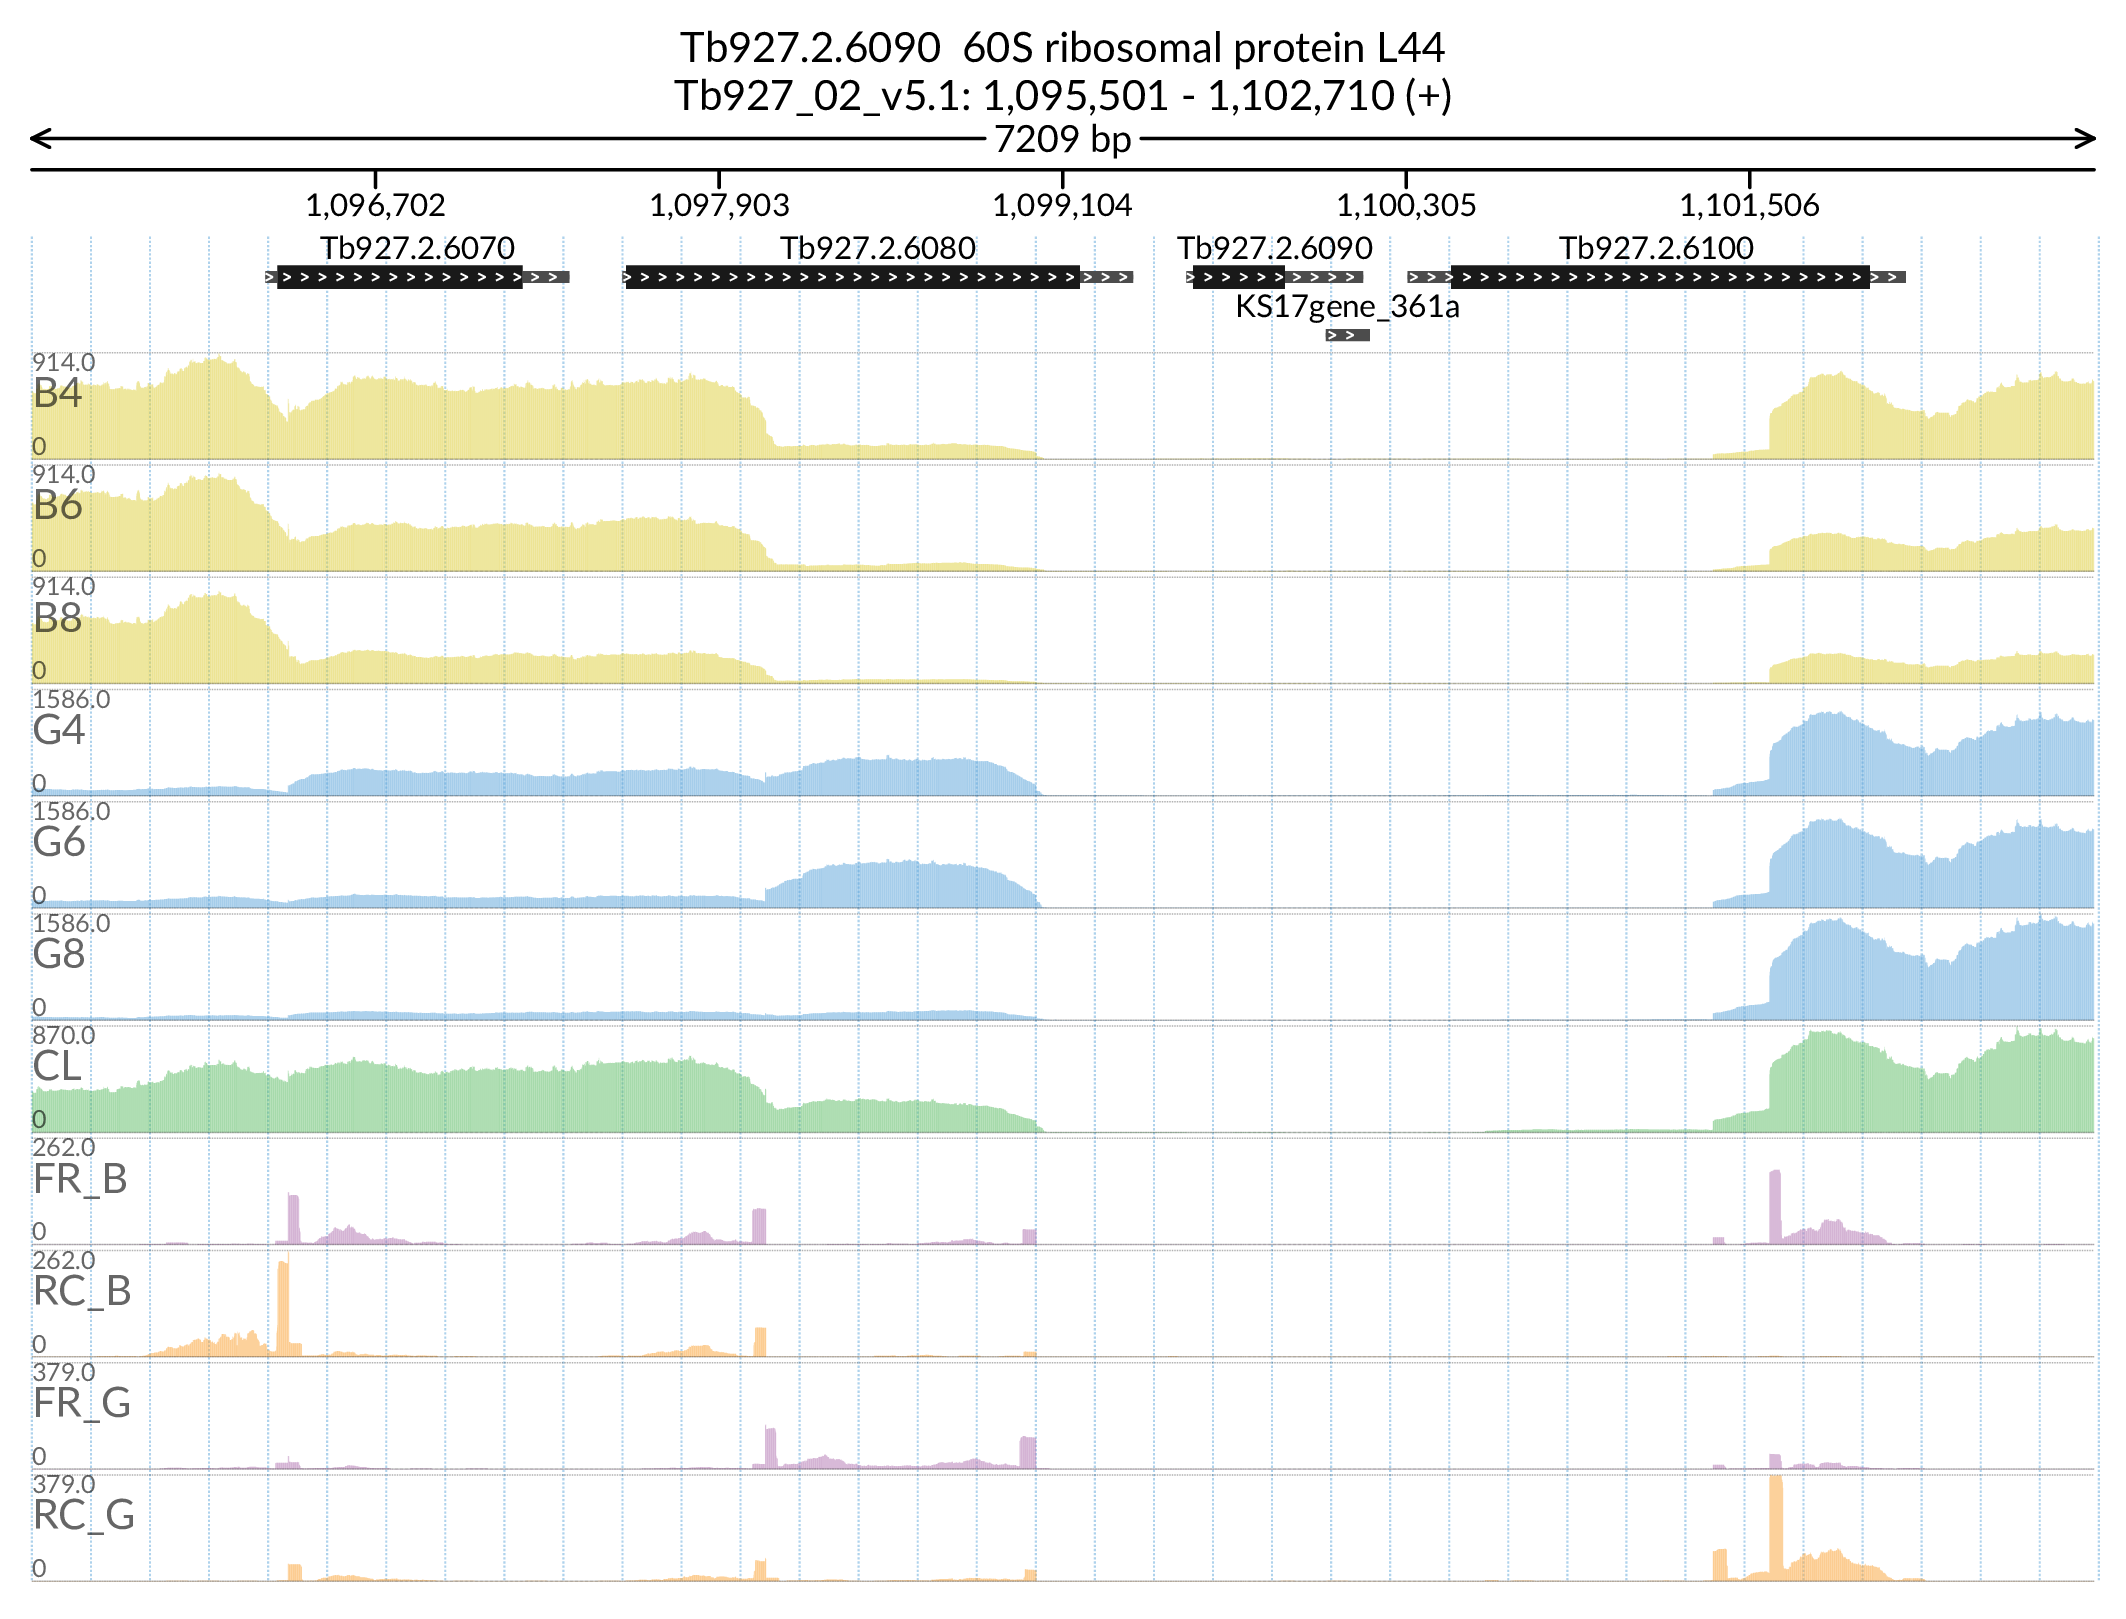 Tb927.2.6090  60S ribosomal protein L44
Tb927_02_v5.1: 1,095,501 - 1,102,710 (+)
7209 bp
1,096,702 1,097,903 1,099,104 1,100,305 1,101,506
Tb927.2.6070 Tb927.2.6080 Tb927.2.6090 Tb927.2.6100
KS17gene_361a
914.0
B4
0
914.0
B6
0
914.0
B8
0
1586.0
G4
0
1586.0
G6
0
1586.0
G8
0
870.0
CL
0
262.0
FR_B
0
262.0
RC_B
0
379.0
FR_G
0
379.0
RC_G
0